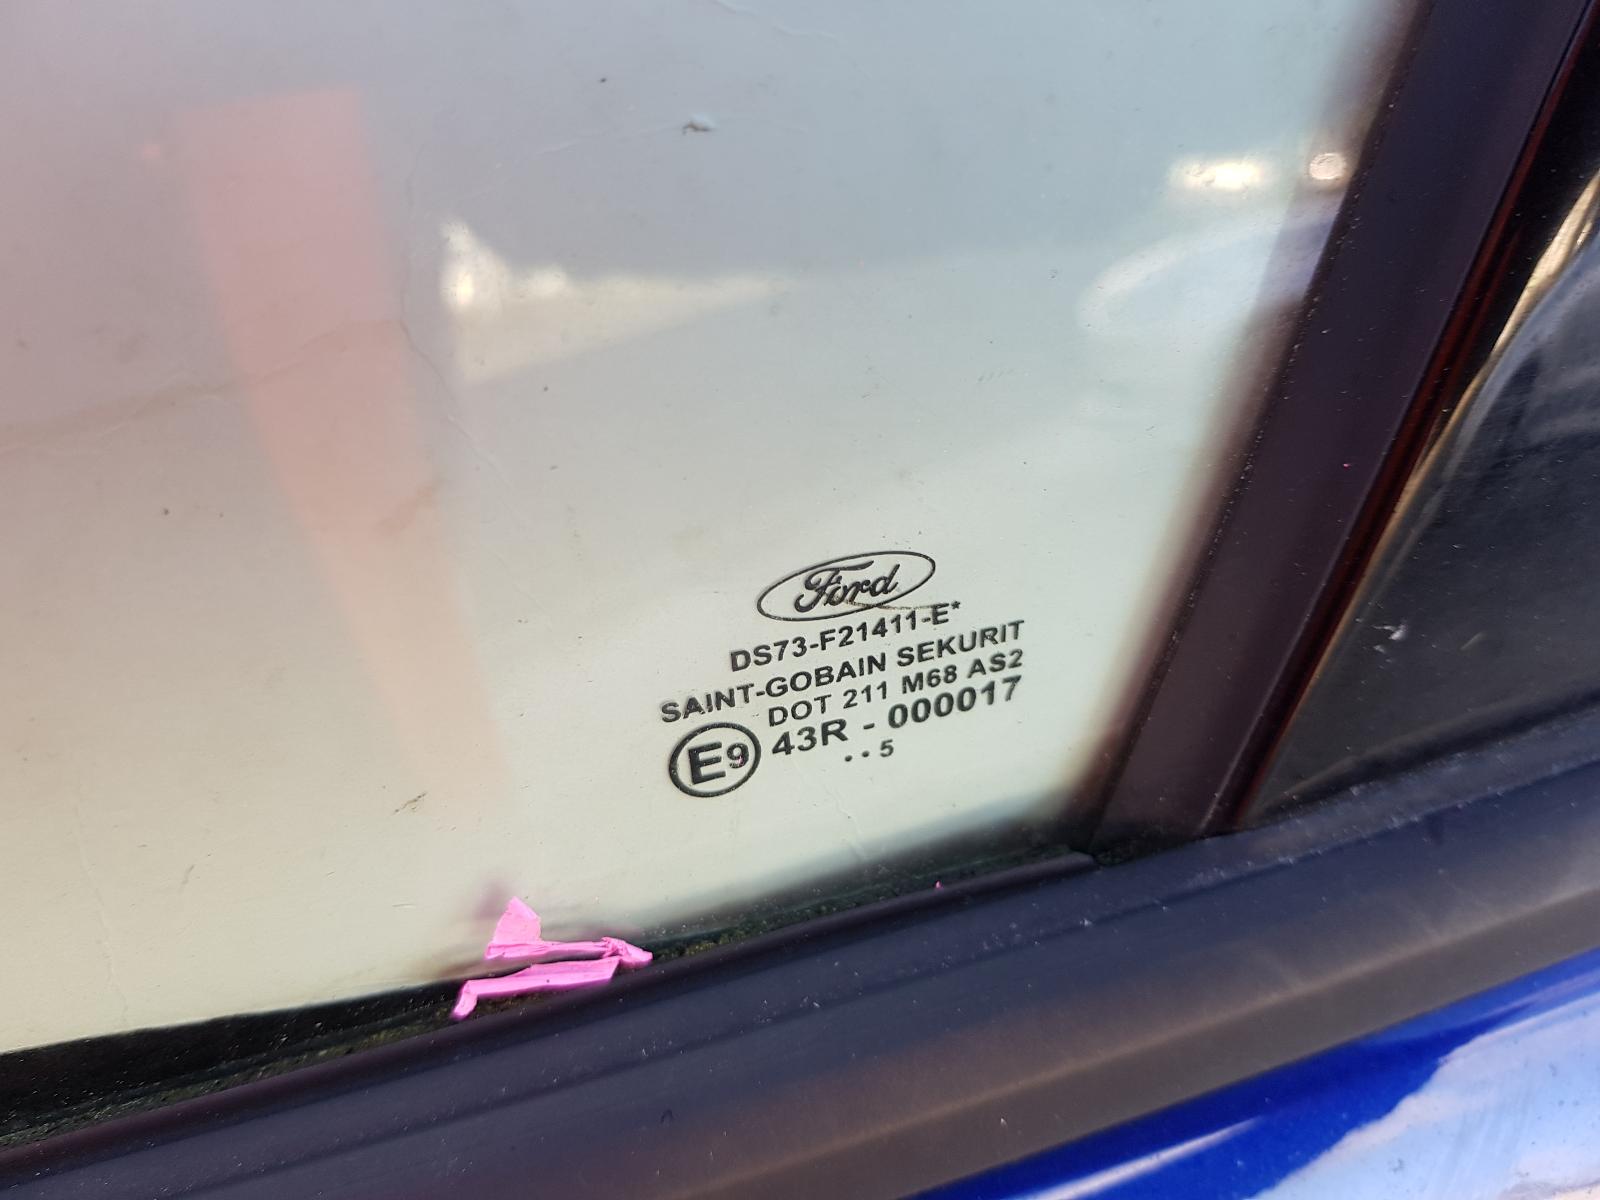 Ford
DS73-F21411-E*
SAINT-GOBAIN SEKURIT
DOT 211 M68 AS2
E9 43R - 000017
..5